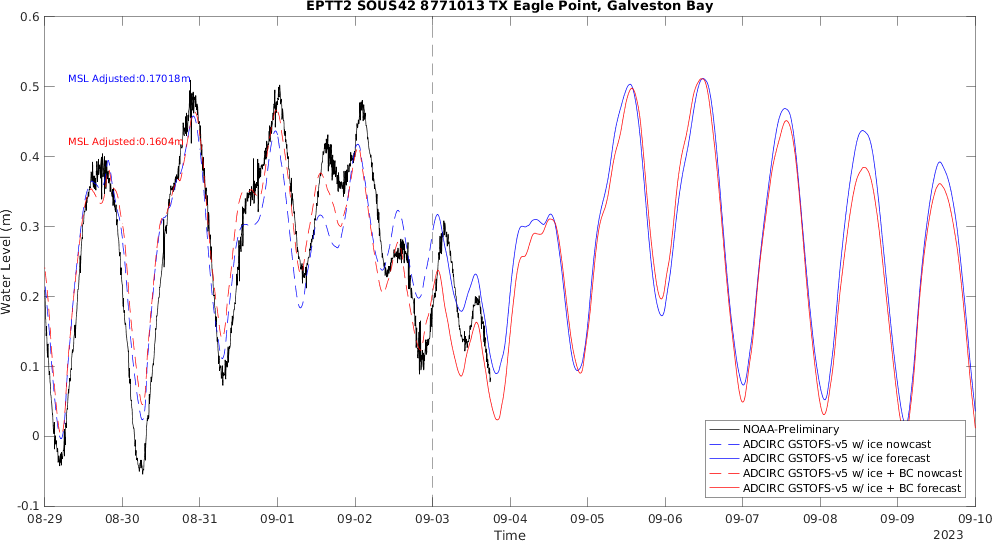 EPTT2 SOUS42 8771013 TX Eagle Point, Galveston Bay
0.6
0.5
0.4
0.3
0.2
0.1
0
-0.1
Water Level (m)
MSL Adjusted:0.17018m
MSL Adjusted:0.1604m
NOAA-Preliminary
ADCIRC GSTOFS-v5 w/ ice nowcast
ADCIRC GSTOFS-v5 w/ ice forecast
ADCIRC GSTOFS-v5 w/ ice + BC nowcast
ADCIRC GSTOFS-v5 w/ ice + BC forecast
08-29 08-30 08-31 09-01 09-02 09-03 09-04 09-05 09-06 09-07 09-08 09-09 09-10
Time
2023